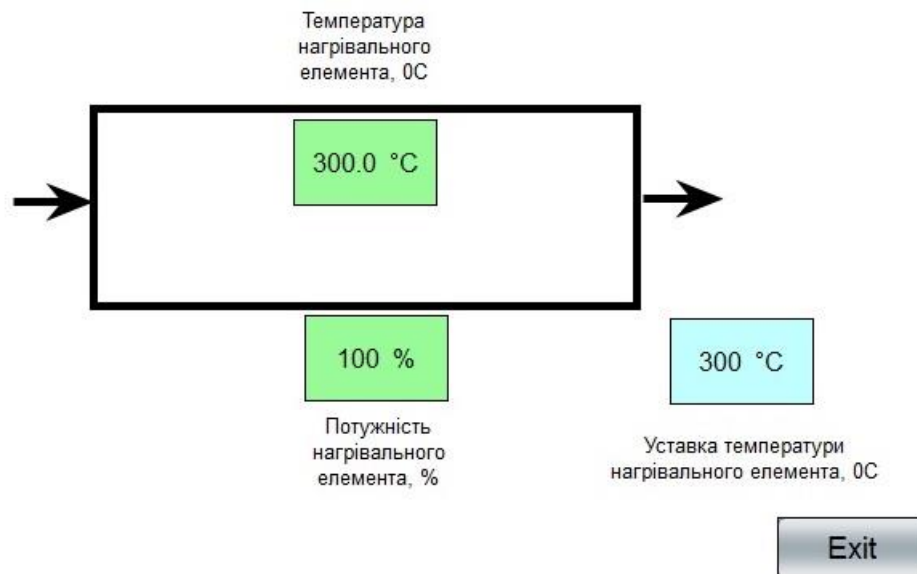 Температура
нагрівального
елемента, 0С
300.0 °C
100 %
300 °C
Потужність
нагрівального
елемента, %
Уставка температури
нагрівального елемента, 0С
Exit